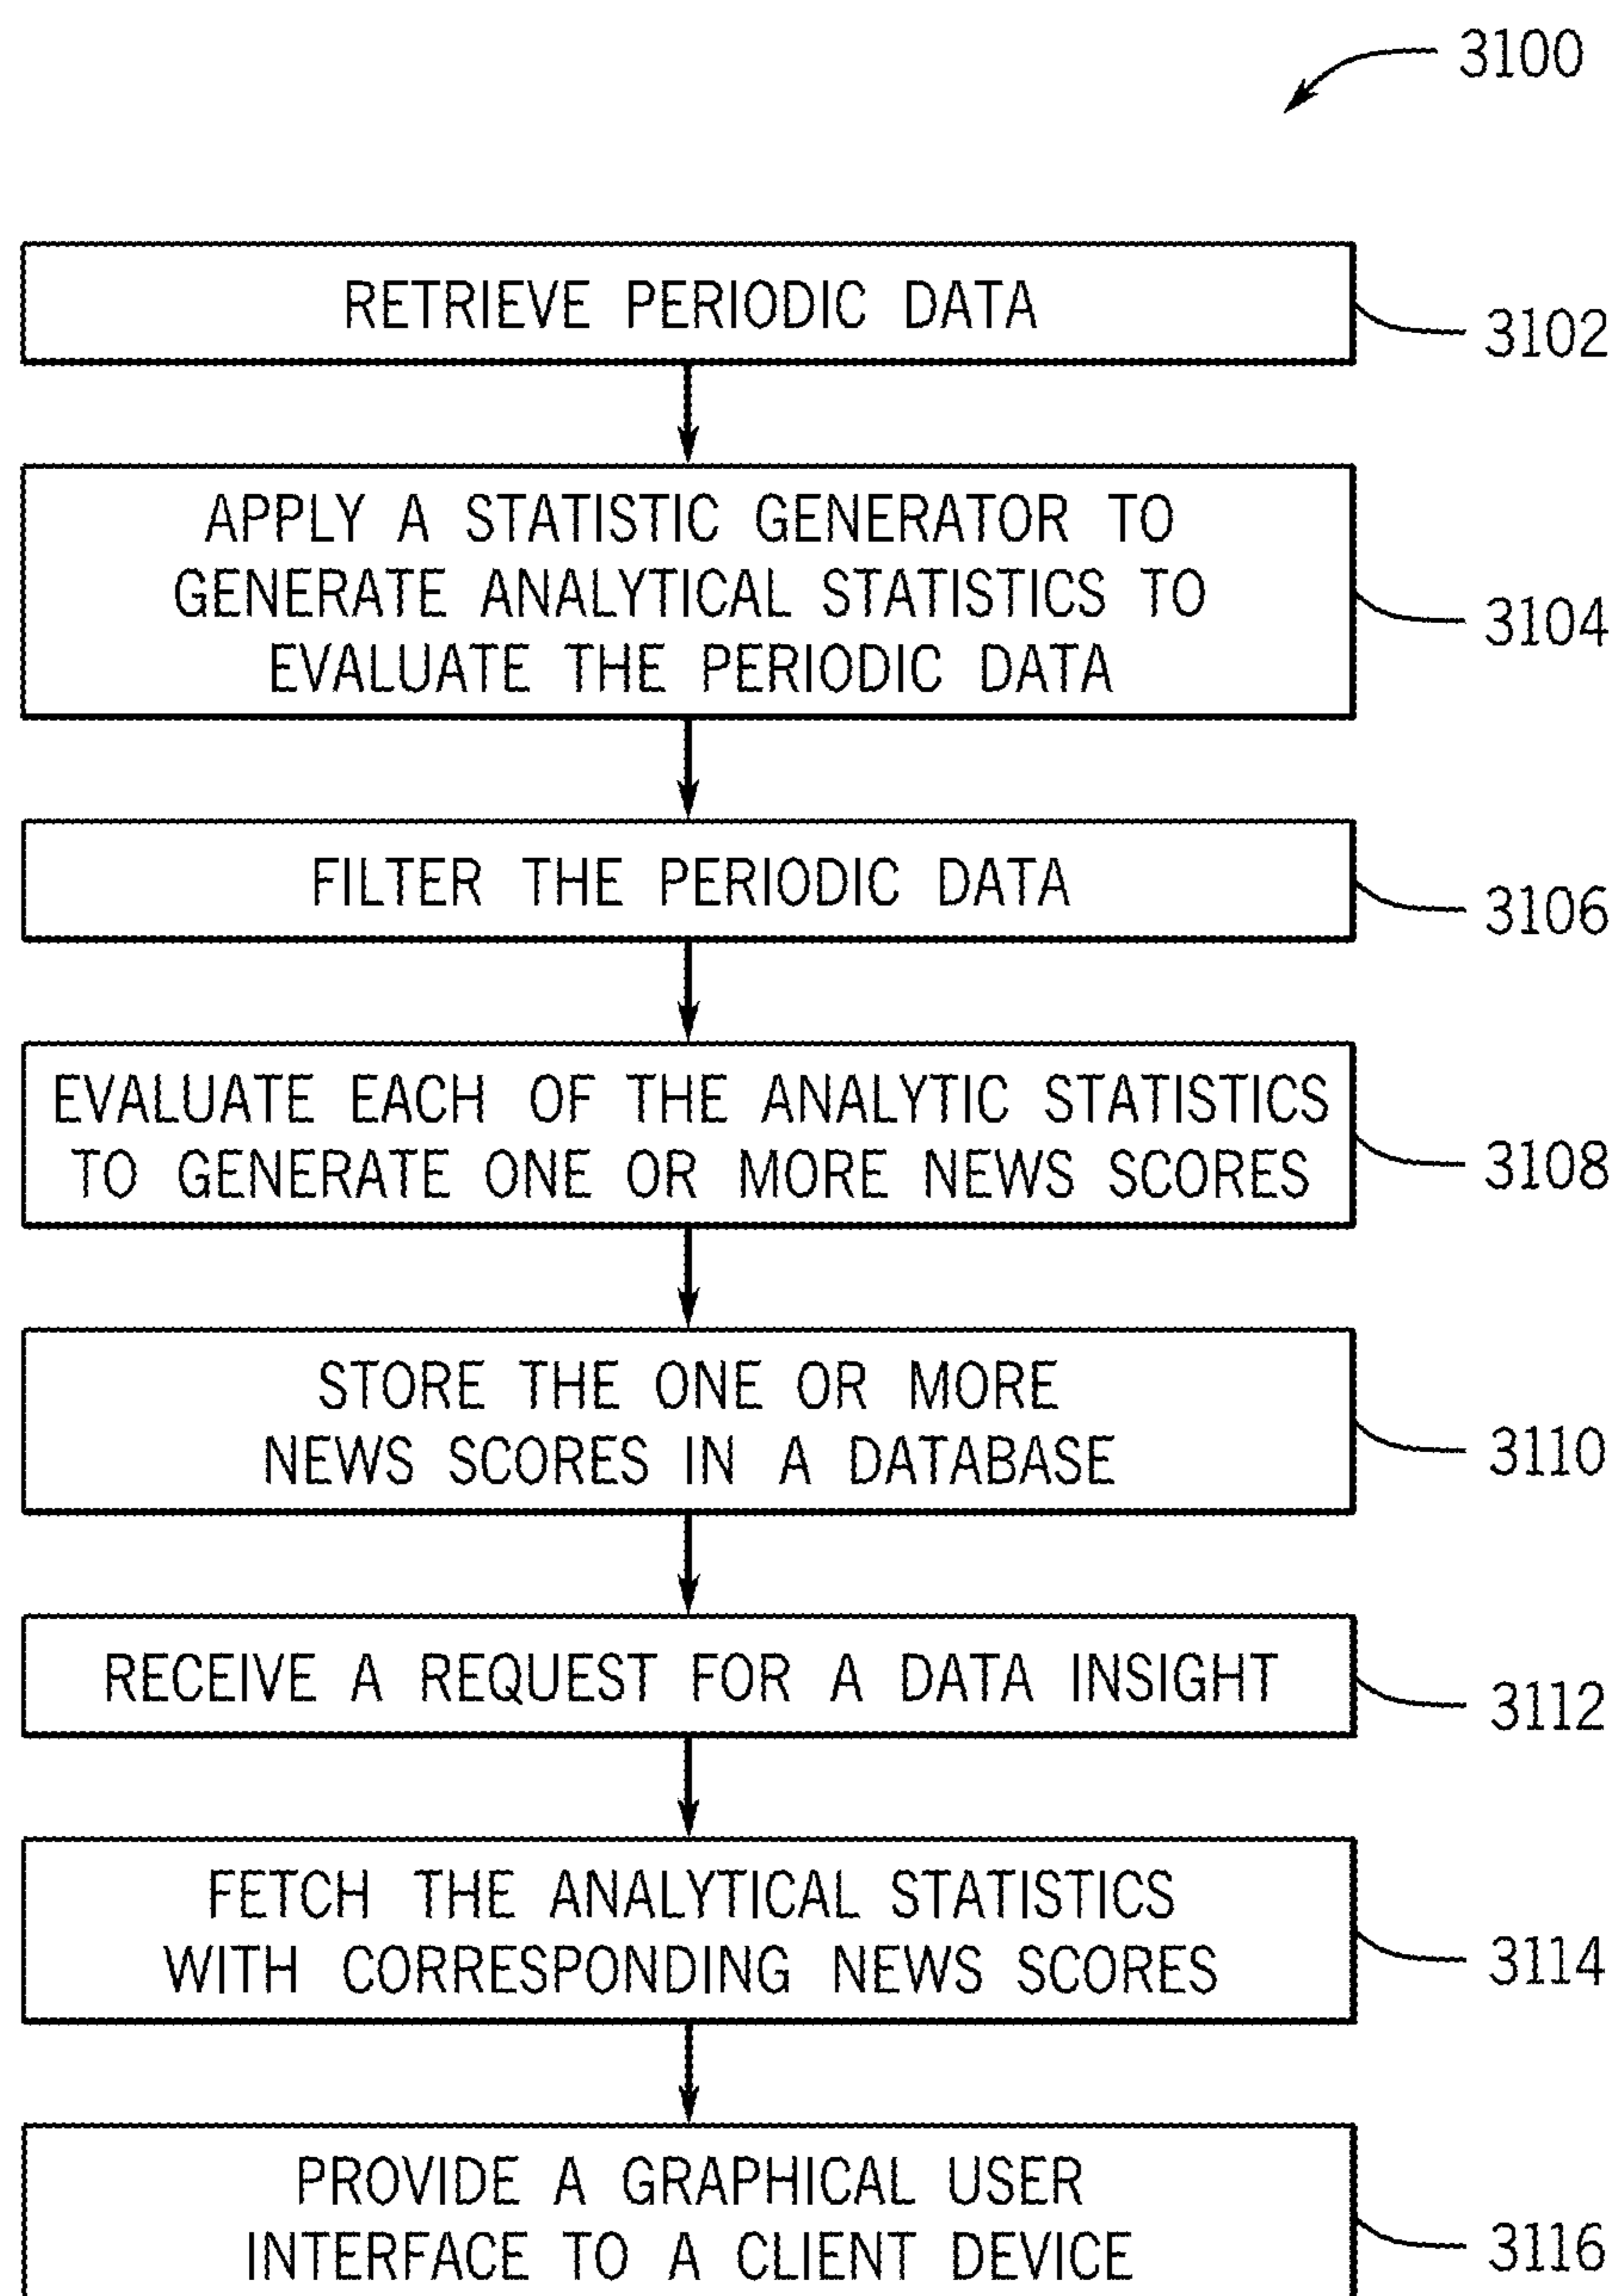 3100
RETRIEVE PERIODIC DATA
3102
APPLY A STATISTIC GENERATOR TO
GENERATE ANALYTICAL STATISTICS TO
EVALUATE THE PERIODIC DATA
3104
FILTER THE PERIODIC DATA
3106
EVALUATE EACH OF THE ANALYTIC STATISTICS
TO GENERATE ONE OR MORE NEWS SCORES
3108
STORE THE ONE OR MORE
NEWS SCORES IN A DATABASE
3110
RECEIVE A REQUEST FOR A DATA INSIGHT
3112
FETCH THE ANALYTICAL STATISTICS
WITH CORRESPONDING NEWS SCORES
3114
PROVIDE A GRAPHICAL USER
INTERFACE TO A CLIENT DEVICE
3116